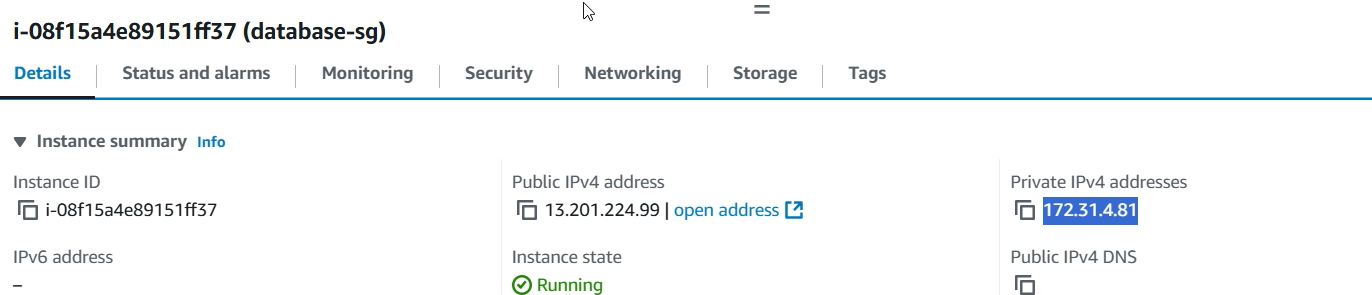 i-08f15a4e89151ff37 (database-sg)
Details Status and alarms Monitoring Security Networking Storage Tags
Instance summary Info
Instance ID Public IPv4 address Private IPv4 addresses
i-08f15a4e89151ff37 13.201.224.99 | open address 172.31.4.81
IPv6 address Instance state Public IPv4 DNS
– Running